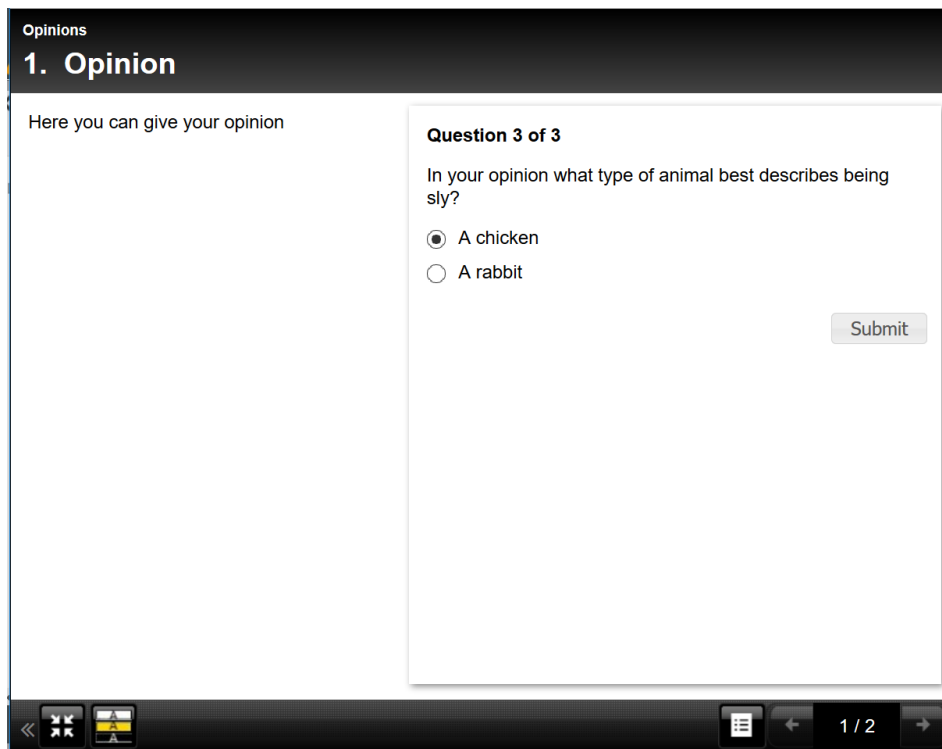 Opinions
1. Opinion
Here you can give your opinion
Question 3 of 3
In your opinion what type of animal best describes being
sly?
A chicken
A rabbit
Submit
A
A
A
1 / 2